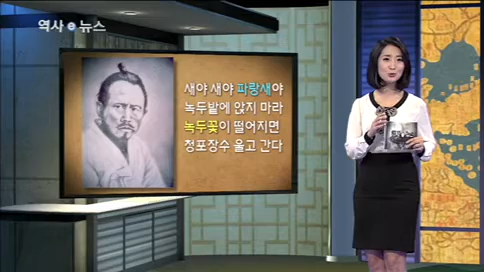 역사 e 뉴스
새야 새야 파랑새야
녹두밭에 앉지 마라
녹두꽃이 떨어지면
청포장수 울고 간다